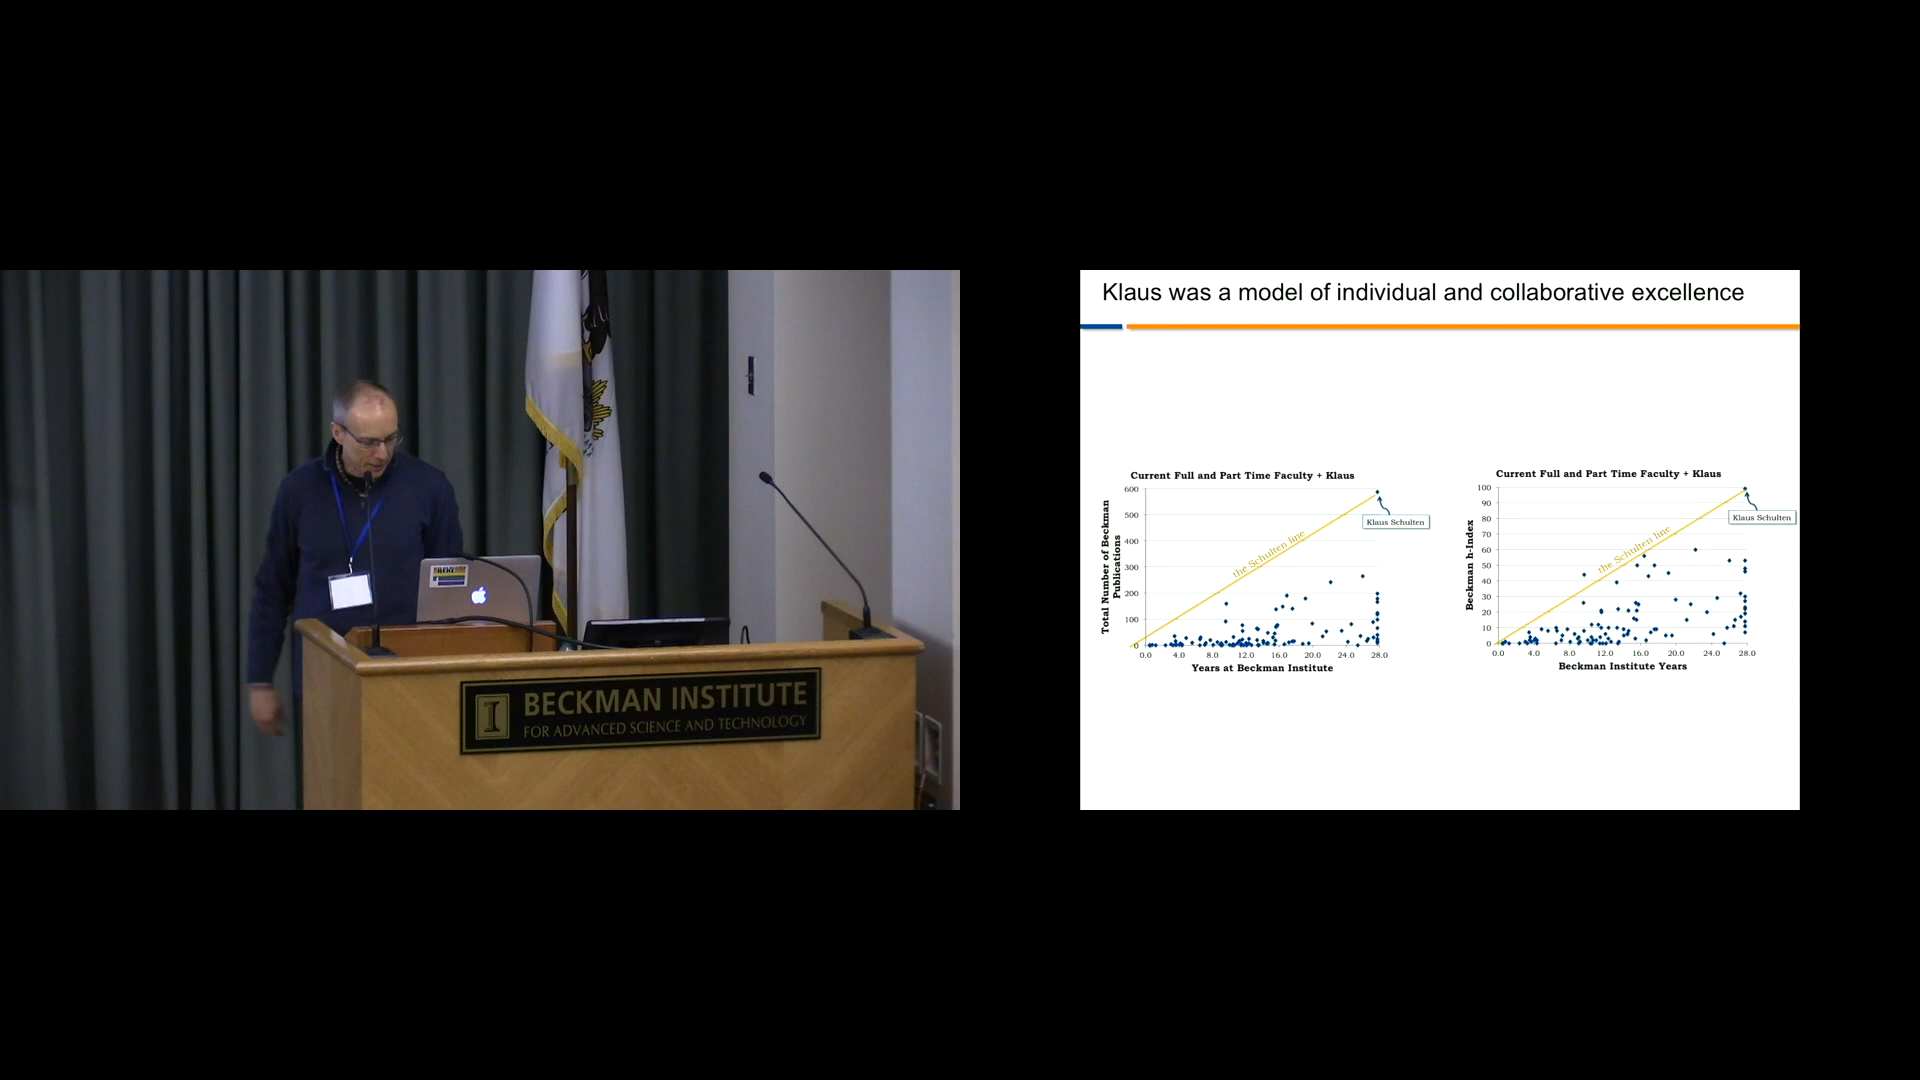 BECKMAN INSTITUTE
FOR ADVANCED SCIENCE AND TECHNOLOGY
Klaus was a model of individual and collaborative excellence
Current Full and Part Time Faculty + Klaus
Total Number of Beckman
Publications
600
500
400
300
200
100
0
the Schulten line
Klaus Schulten
0.0 4.0 8.0 12.0 16.0 20.0 24.0 28.0
Years at Beckman Institute
Current Full and Part Time Faculty + Klaus
Beckman h-Index
100
90
80
70
60
50
40
30
20
10
0
the Schulten line
Klaus Schulten
0.0 4.0 8.0 12.0 16.0 20.0 24.0 28.0
Beckman Institute Years